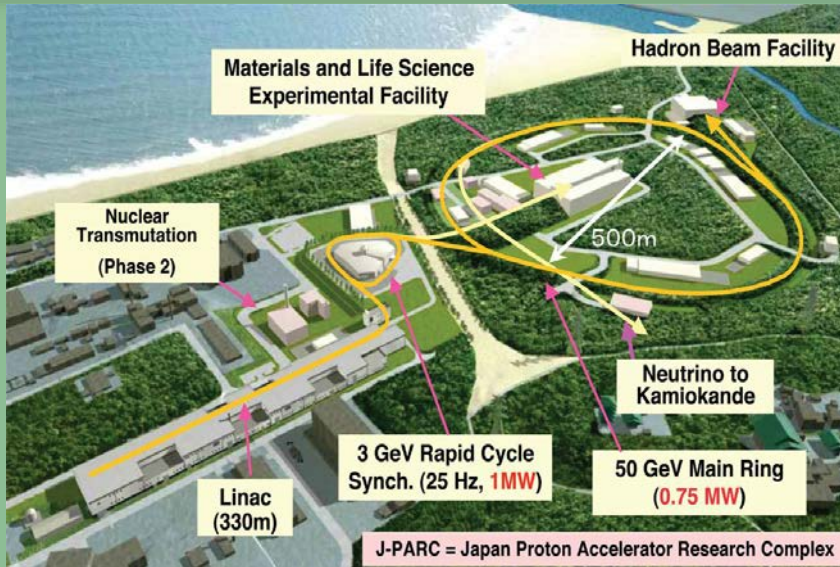 Hadron Beam Facility
Materials and Life Science
Experimental Facility
Nuclear
Transmutation
(Phase 2)
500m
Neutrino to
Kamiokande
3 GeV Rapid Cycle
Synch. (25 Hz, 1MW)
50 GeV Main Ring
(0.75 MW)
Linac
(330m)
J-PARC = Japan Proton Accelerator Research Complex